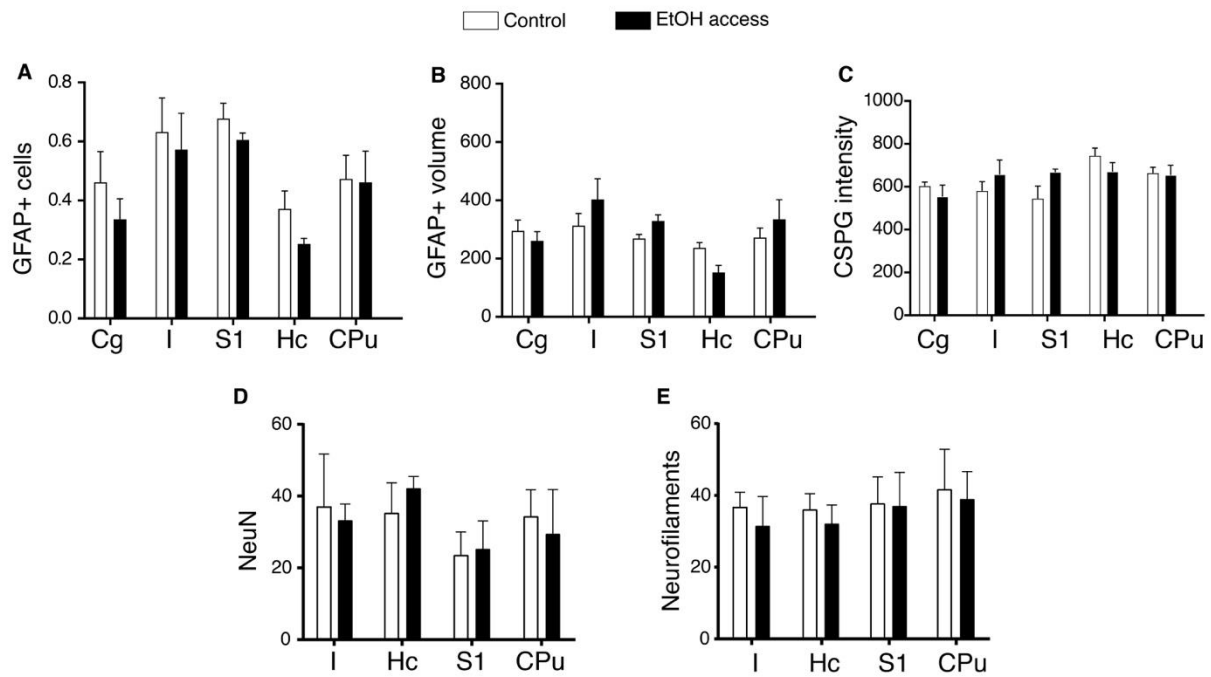 Control EtOH access
A B C
GFAP+ cells
0.8
0.6
0.4
0.2
0.0
Cg I S1 Hc CPu
GFAP+ volume
800
600
400
200
0
Cg I S1 Hc CPu
CSPG intensity
1000
800
600
400
200
0
Cg I S1 Hc CPu
D E
NeuN
60
40
20
0
I Hc S1 CPu
Neurofilaments
60
40
20
0
I Hc S1 CPu